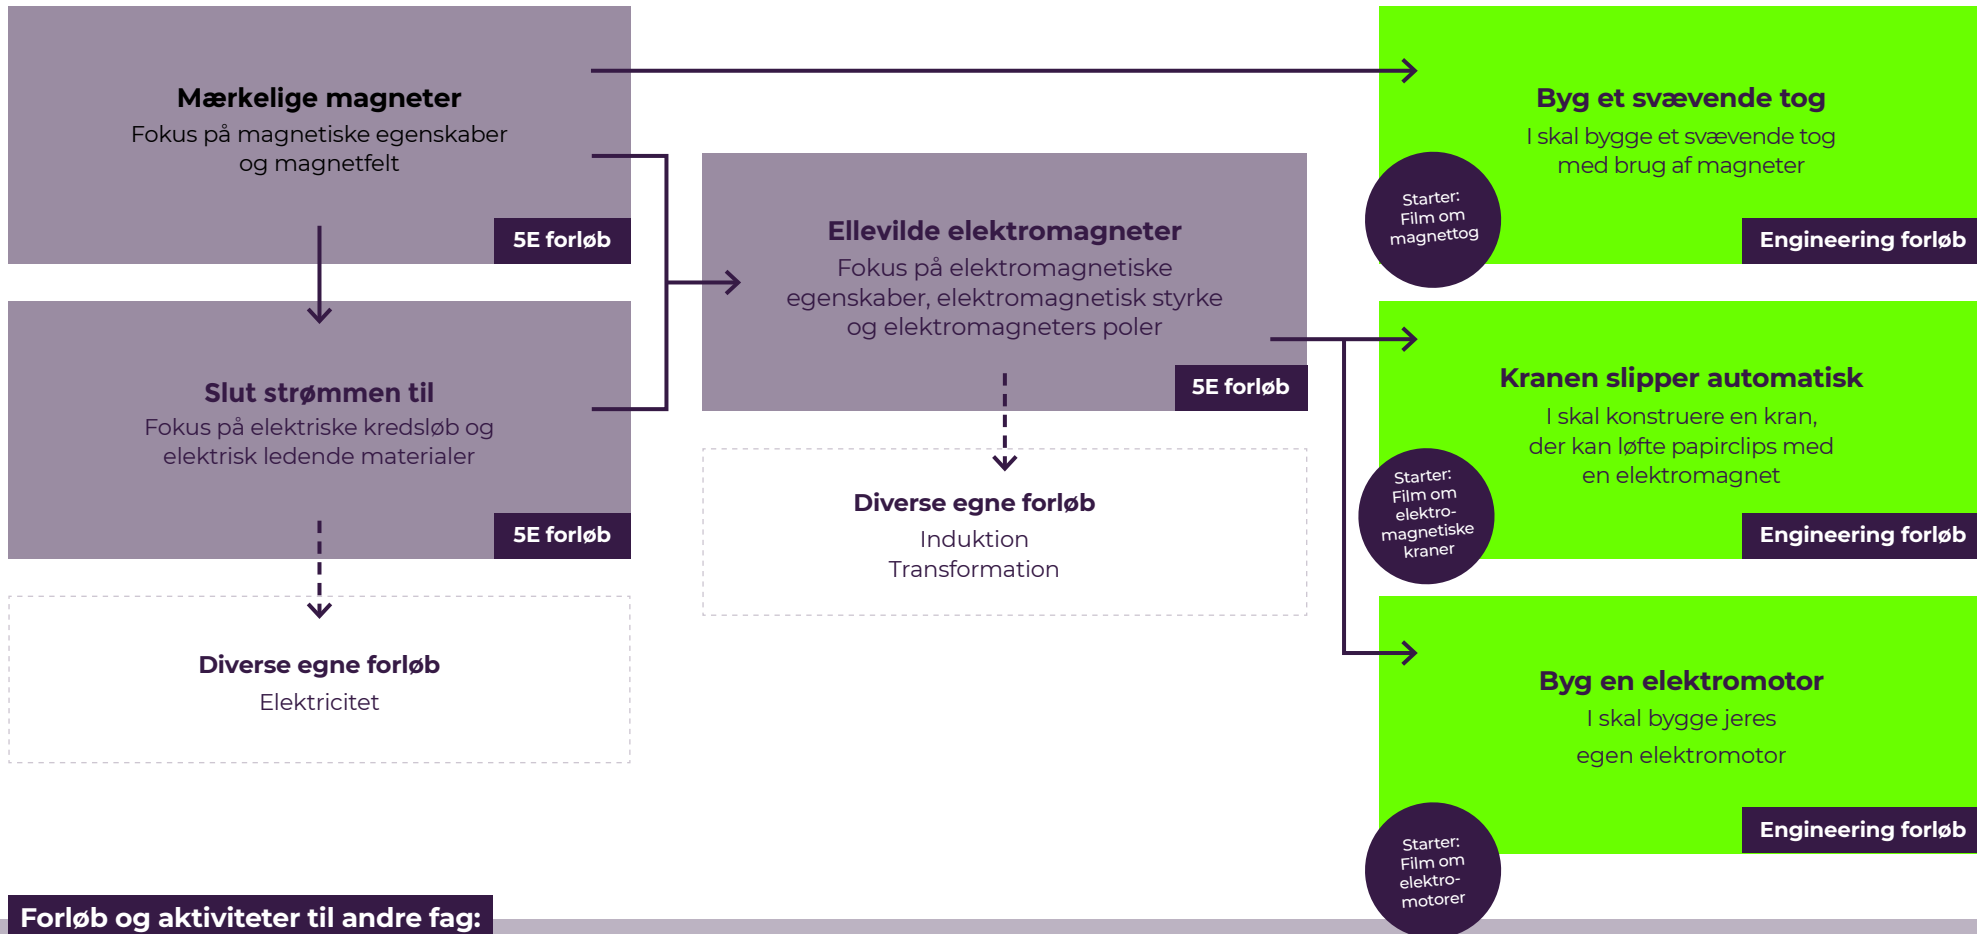 Mærkelige magneter
Fokus på magnetiske egenskaber
og magnetfelt
5E forløb
Slut strømmen til
Fokus på elektriske kredsløb og
elektrisk ledende materialer
5E forløb
Diverse egne forløb
Elektricitet
Ellevilde elektromagneter
Fokus på elektromagnetiske
egenskaber, elektromagnetisk styrke
og elektromagneters poler
5E forløb
Diverse egne forløb
Induktion
Transformation
Byg et svævende tog
I skal bygge et svævende tog
med brug af magneter
Starter:
Film om
magnettog
Engineering forløb
Kranen slipper automatisk
I skal konstruere en kran,
der kan løfte papirclips med
en elektromagnet
Starter:
Film om
elektro-
magnetiske
kraner
Engineering forløb
Byg en elektromotor
I skal bygge jeres
egen elektromotor
Engineering forløb
Starter:
Film om
elektro-
motorer
Forløb og aktiviteter til andre fag: